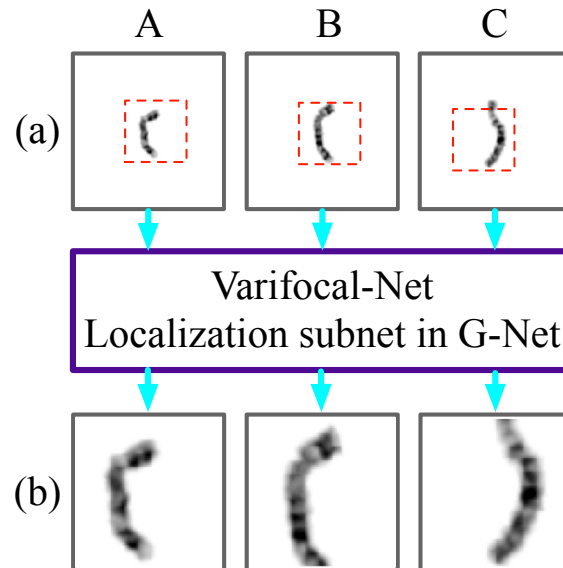 A B C
(a)
Varifocal-Net
Localization subnet in G-Net
(b)